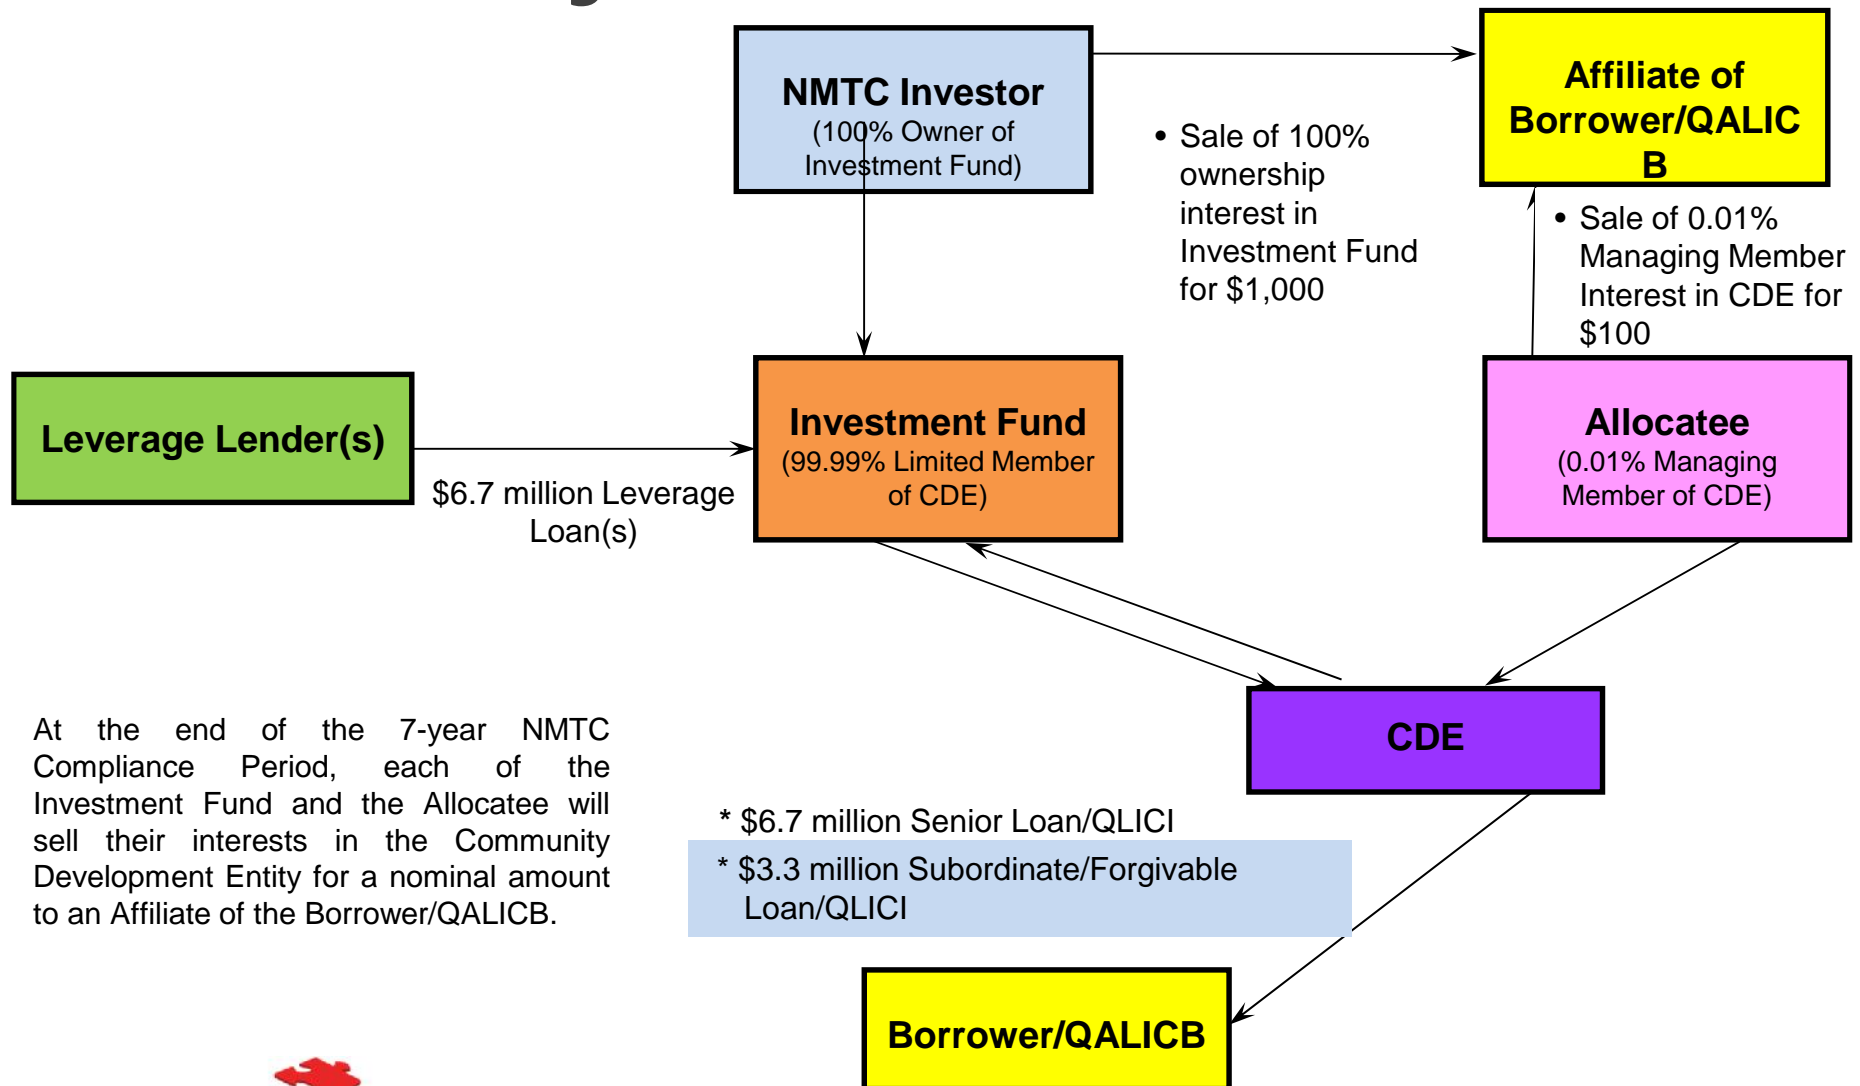 NMTC Investor
(100% Owner of
Investment Fund)
Affiliate of
Borrower/QALIC
B
• Sale of 100%
ownership
interest in
Investment Fund
for $1,000
• Sale of 0.01%
Managing Member
Interest in CDE for
$100
Leverage Lender(s)
$6.7 million Leverage
Loan(s)
Investment Fund
(99.99% Limited Member
of CDE)
Allocatee
(0.01% Managing
Member of CDE)
CDE
At the end of the 7-year NMTC
Compliance Period, each of the
Investment Fund and the Allocatee will
sell their interests in the Community
Development Entity for a nominal amount
to an Affiliate of the Borrower/QALICB.
* $6.7 million Senior Loan/QLICI
* $3.3 million Subordinate/Forgivable
Loan/QLICI
Borrower/QALICB